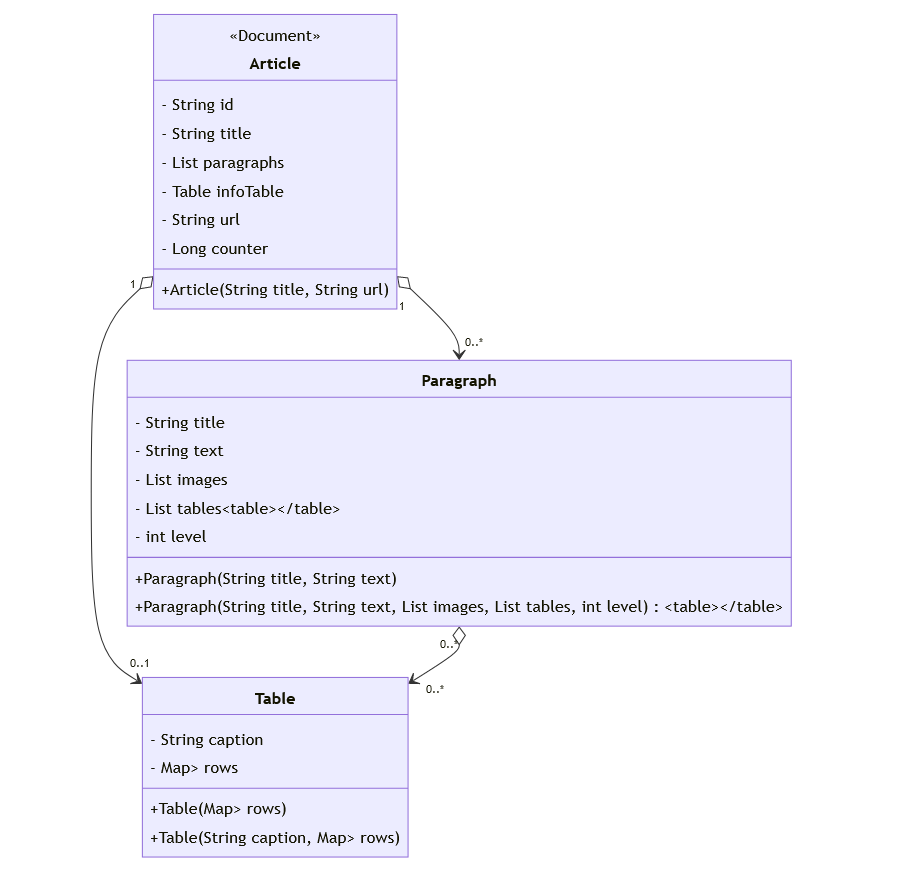 «Document»
Article
- String id
- String title
- List paragraphs
- Table infoTable
- String url
- Long counter
+Article(String title, String url)
1
1
0..*
Paragraph
- String title
- String text
- List images
- List tables<table></table>
- int level
+Paragraph(String title, String text)
+Paragraph(String title, String text, List images, List tables, int level) : <table></table>
0..*
0..1
0..*
Table
- String caption
- Map> rows
+Table(Map> rows)
+Table(String caption, Map> rows)